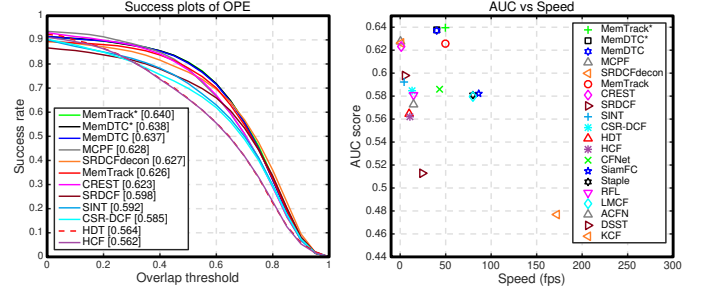 Success plots of OPE
Success rate
1
0.9
0.8
0.7
0.6
0.5
0.4
0.3
0.2
0.1
0
MemTrack* [0.640]
MemDTC* [0.638]
MemDTC [0.637]
MCPF [0.628]
SRDCFdecon [0.627]
MemTrack [0.626]
CREST [0.623]
SRDCF [0.598]
SINT [0.592]
CSR-DCF [0.585]
HDT [0.564]
HCF [0.562]
0 0.2 0.4 0.6 0.8 1
Overlap threshold
AUC vs Speed
AUC score
0.64
0.62
0.6
0.58
0.56
0.54
0.52
0.5
0.48
0.46
0.44
MemTrack*
MemDTC*
MemDTC
MCPF
SRDCFdecon
MemTrack
CREST
SRDCF
SINT
CSR-DCF
HDT
HCF
CFNet
SiamFC
Staple
RFL
LMCF
ACFN
DSST
KCF
0 50 100 150 200 250 300
Speed (fps)